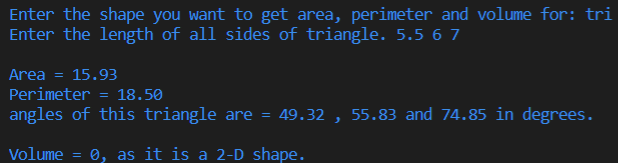 Enter the shape you want to get area, perimeter and volume for: tri
Enter the length of all sides of triangle. 5.5 6 7
Area = 15.93
Perimeter = 18.50
angles of this triangle are = 49.32 , 55.83 and 74.85 in degrees.
Volume = 0, as it is a 2-D shape.